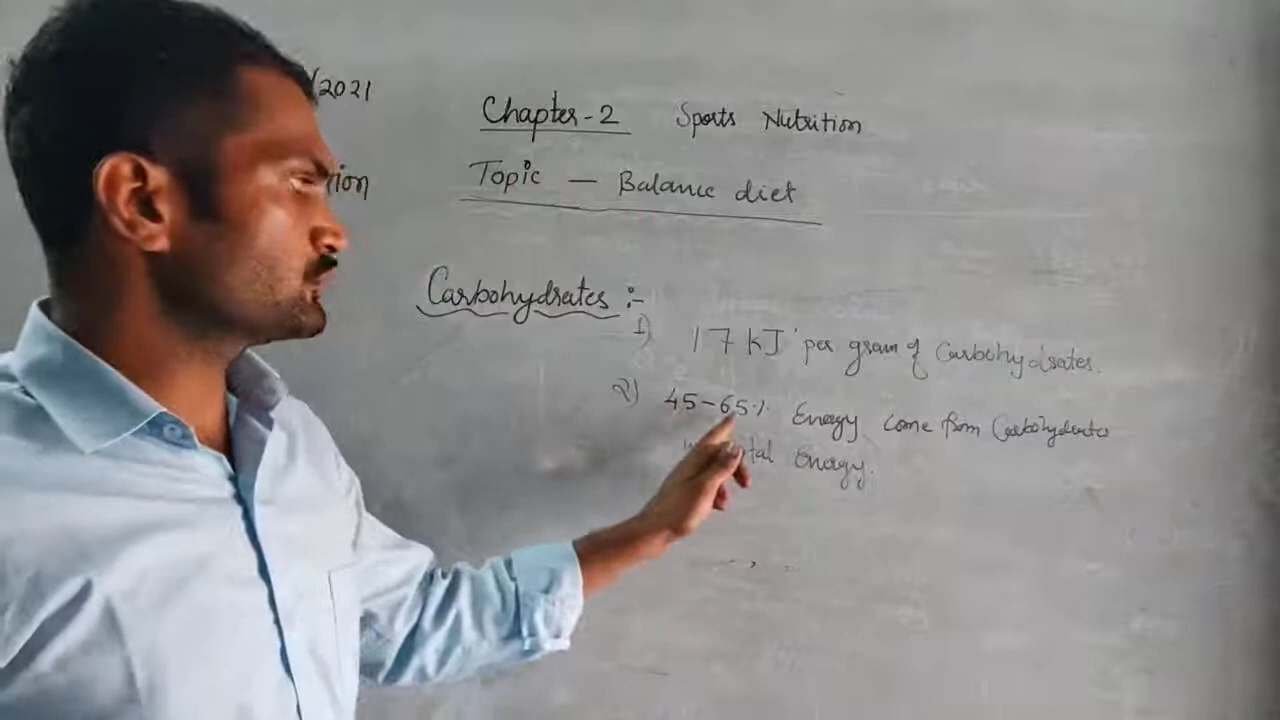 /2021
Chapter-2 Sports Nutrition
Topic — Balance diet
Carbohydrates :-
1) 17 kJ per gram of Carbohydrates.
2) 45-65% Energy come from Carbohydrates
Energy.